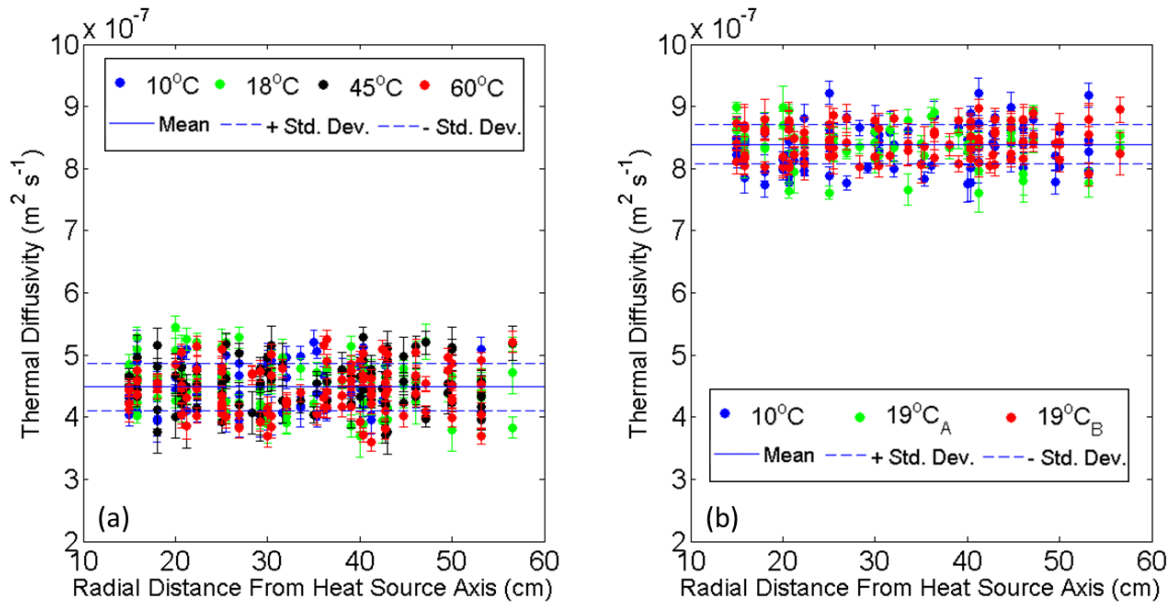 10 x 10⁻⁷
10°C 18°C 45°C 60°C
Mean + Std. Dev. - Std. Dev.
Thermal Diffusivity (m² s⁻¹)
9
8
7
6
5
4
3
2
(a)
10 20 30 40 50 60
Radial Distance From Heat Source Axis (cm)
10 x 10⁻⁷
Thermal Diffusivity (m² s⁻¹)
9
8
7
6
5
4
3
2
10°C 19°C_A 19°C_B
Mean + Std. Dev. - Std. Dev.
(b)
10 20 30 40 50 60
Radial Distance From Heat Source Axis (cm)